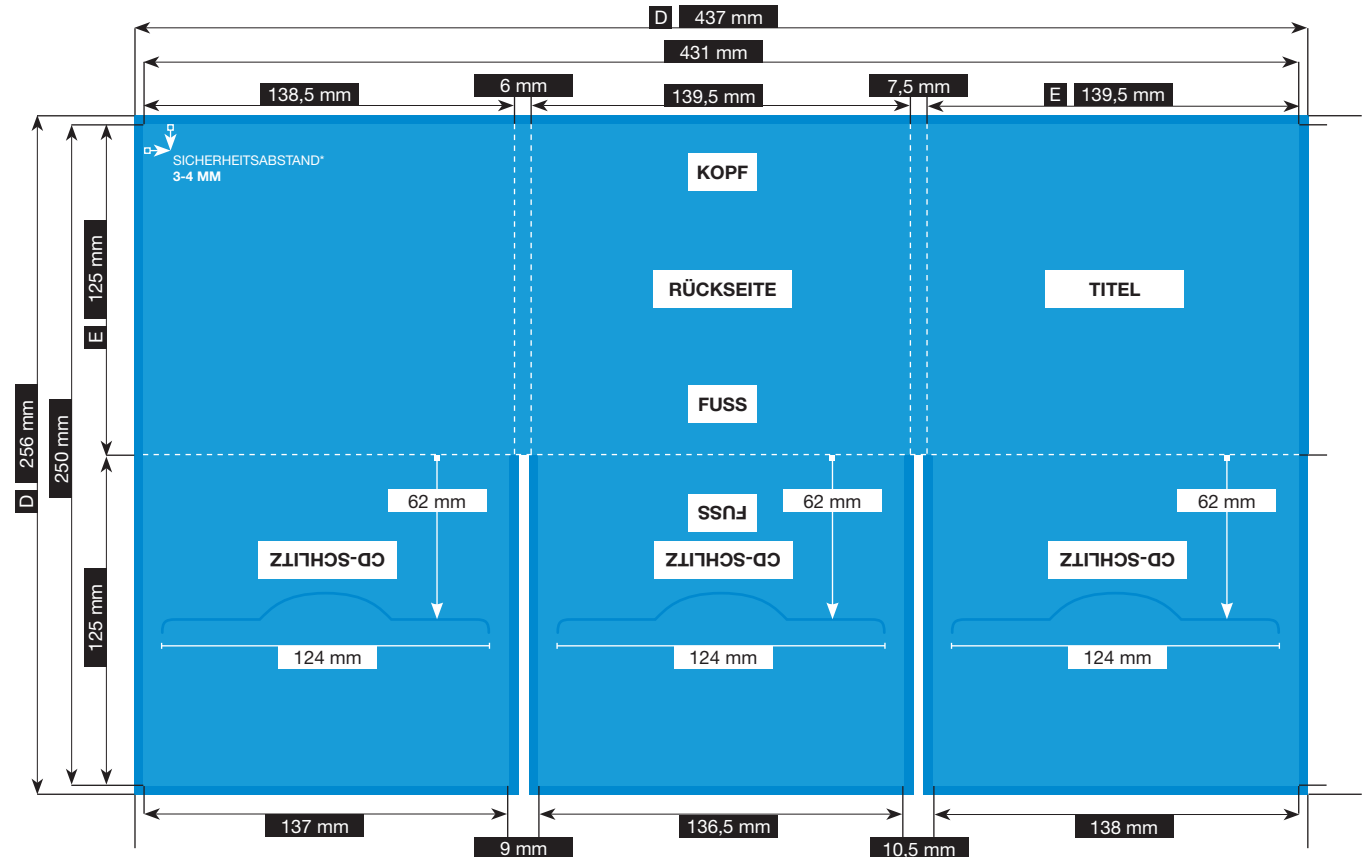 D 437 mm
431 mm
138,5 mm
6 mm
139,5 mm
7,5 mm
E 139,5 mm
SICHERHEITSABSTAND*
3-4 MM
KOPF
125 mm
E
RÜCKSEITE
TITEL
FUSS
D 256 mm
250 mm
62 mm
62 mm
62 mm
FUSS
CD-SCHLITZ
CD-SCHLITZ
CD-SCHLITZ
125 mm
124 mm
124 mm
124 mm
137 mm
9 mm
136,5 mm
10,5 mm
138 mm